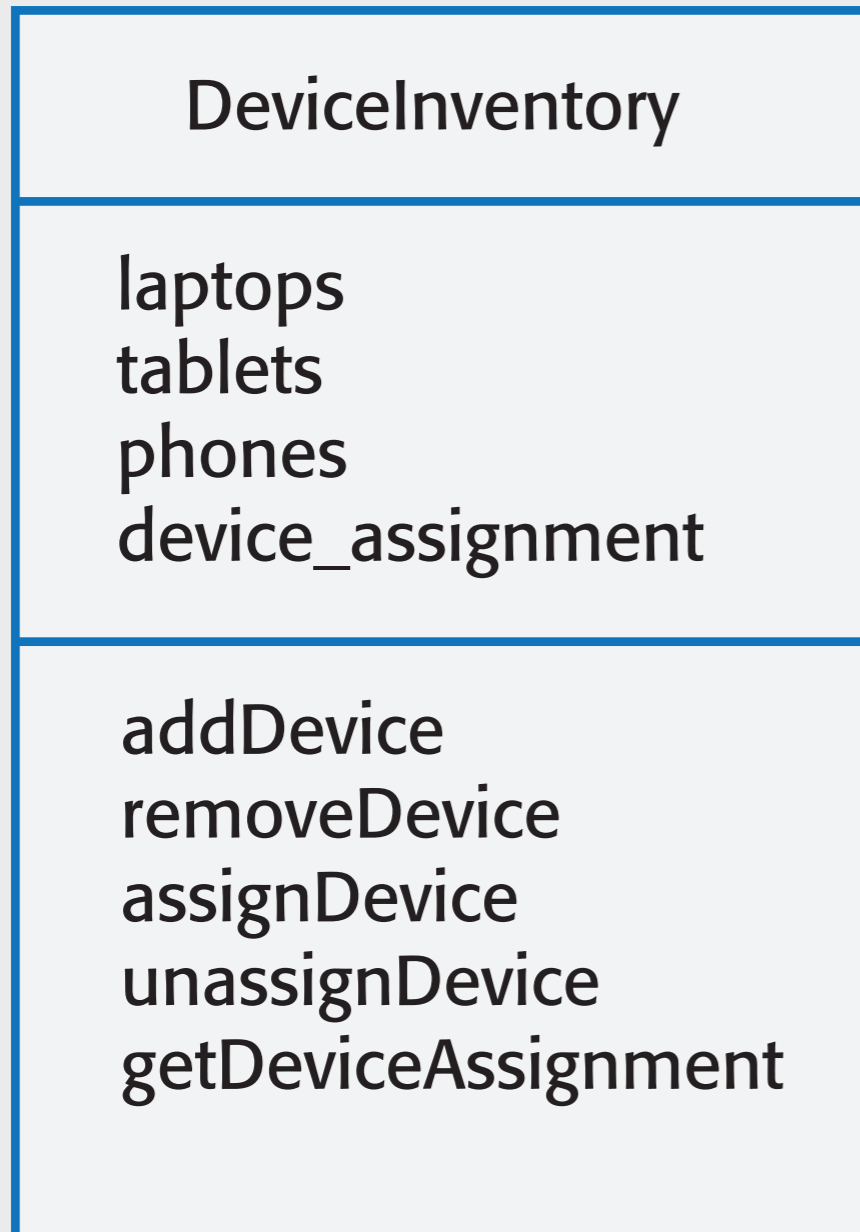 DeviceInventory
laptops
tablets
phones
device_assignment
addDevice
removeDevice
assignDevice
unassignDevice
getDeviceAssignment